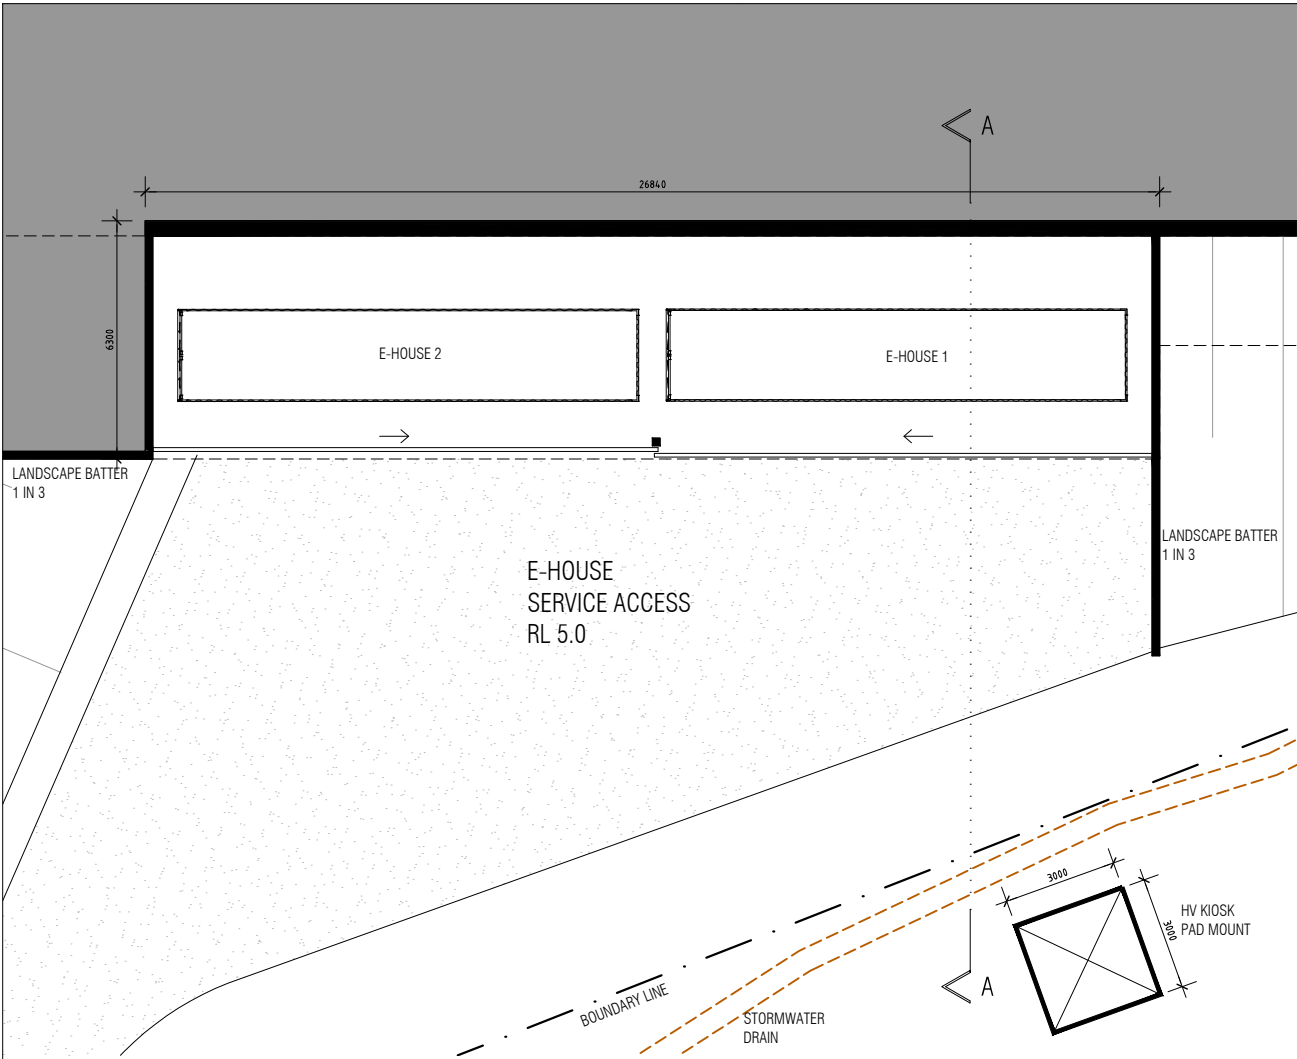 A
26840
6300
E-HOUSE 2
E-HOUSE 1
LANDSCAPE BATTER
1 IN 3
LANDSCAPE BATTER
1 IN 3
E-HOUSE
SERVICE ACCESS
RL 5.0
3000
3000
HV KIOSK
PAD MOUNT
A
BOUNDARY LINE
STORMWATER
DRAIN